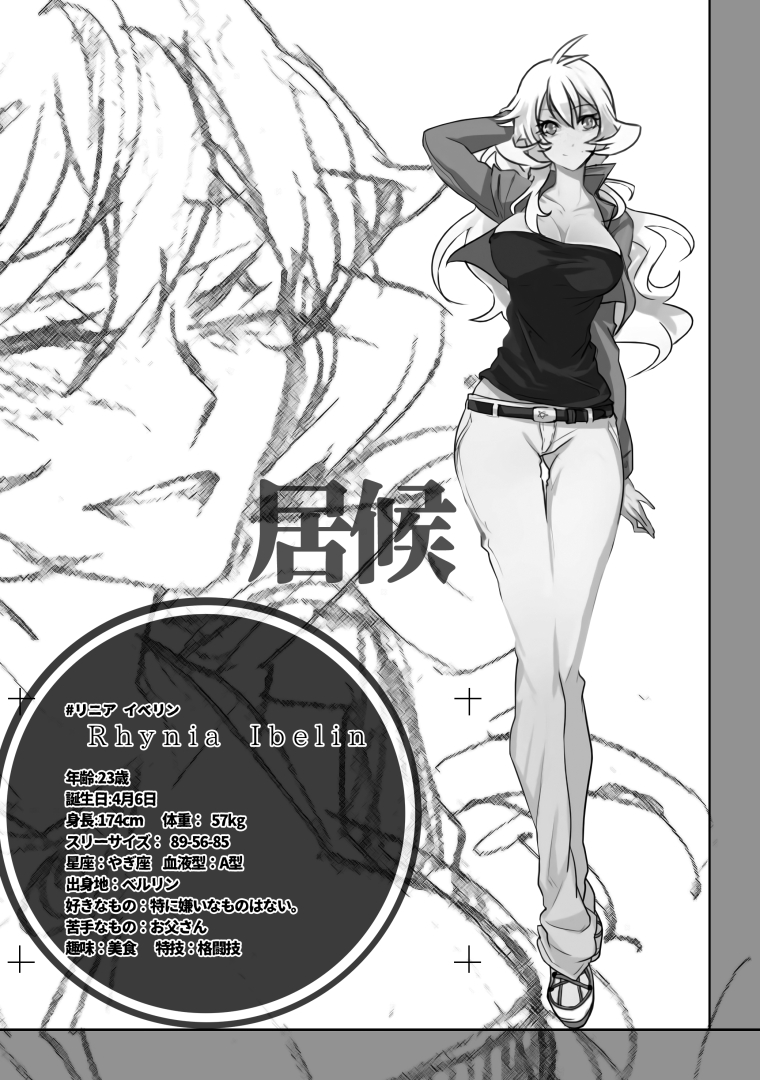 居候
#リニア イベリン
Rhynia Ibelin
年齢:23歳
誕生日:4月6日
身長:174cm 体重： 57kg
スリーサイズ： 89-56-85
星座：やぎ座 血液型：A型
出身地：ベルリン
好きなもの：特に嫌いなものはない。
苦手なもの：お父さん
趣味：美食 特技：格闘技